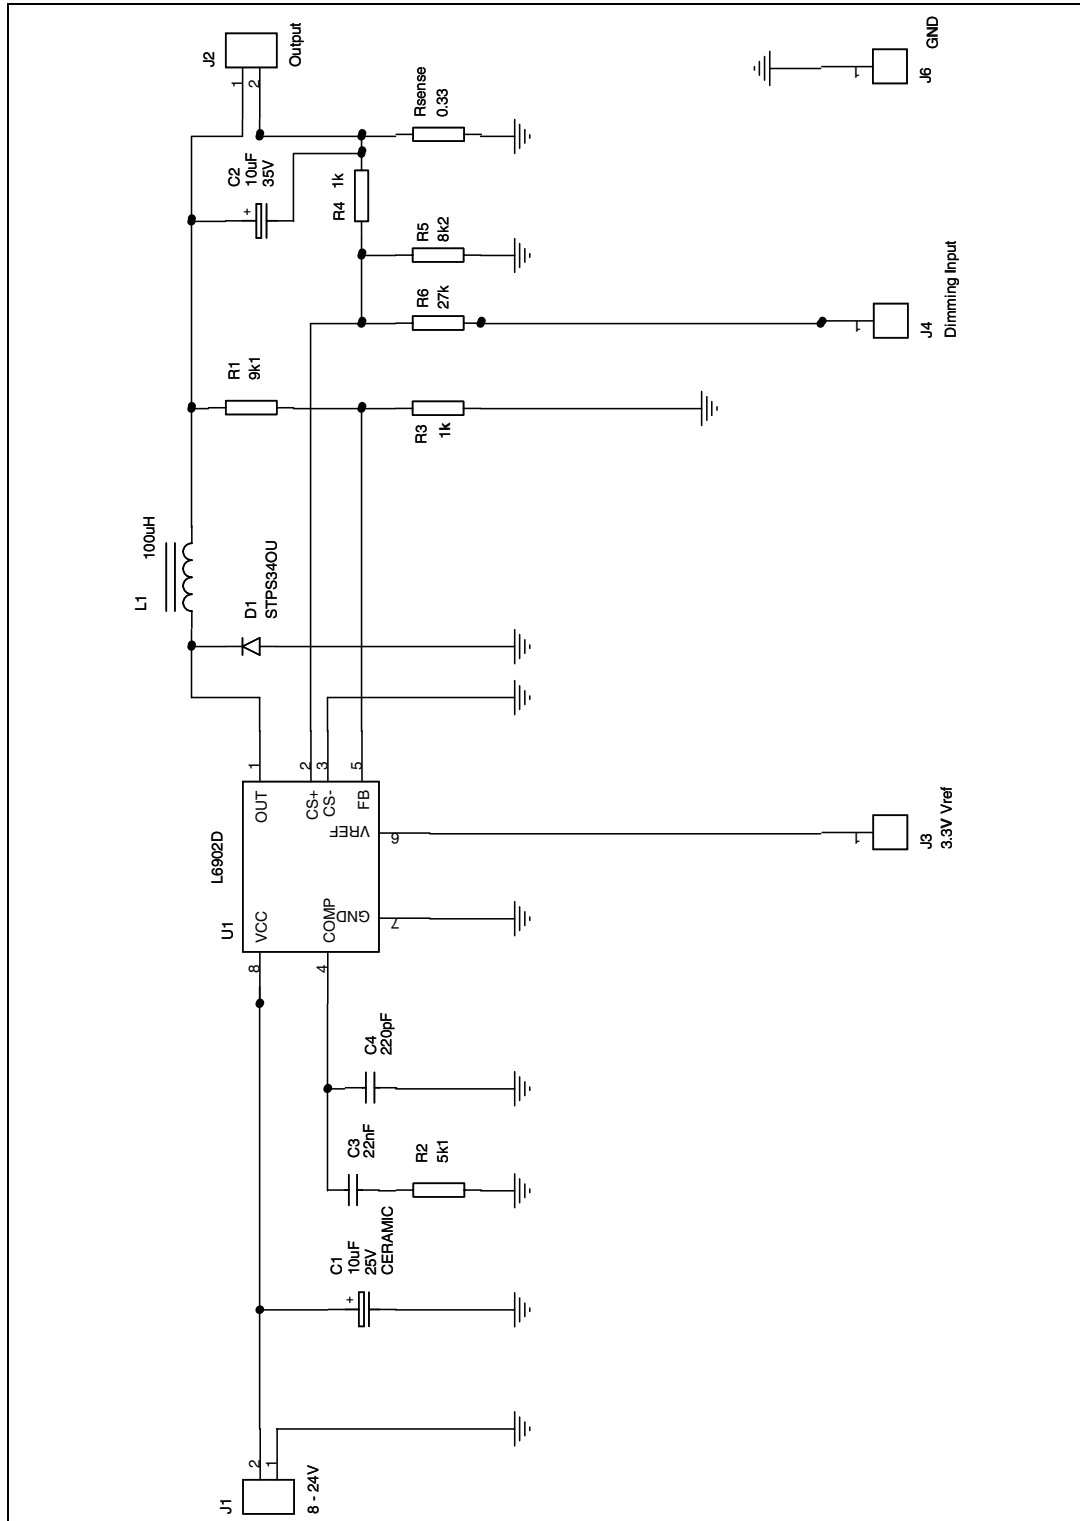 J1
8 - 24V
2
1
C1
10uF
25V
CERAMIC
C3
22nF
R2
5k1
C4
220pF
U1
L6902D
8
VCC
4
COMP
GND
7
VREF
6
OUT
1
CS+
2
CS-
3
FB
5
J3
3.3V Vref
1
L1
100uH
D1
STPS34OU
R1
9k1
R3
1k
R6
27k
R5
8k2
R4
1k
C2
10uF
35V
Rsense
0.33
J2
Output
1
2
J4
Dimming Input
1
J6
GND
1
+
+